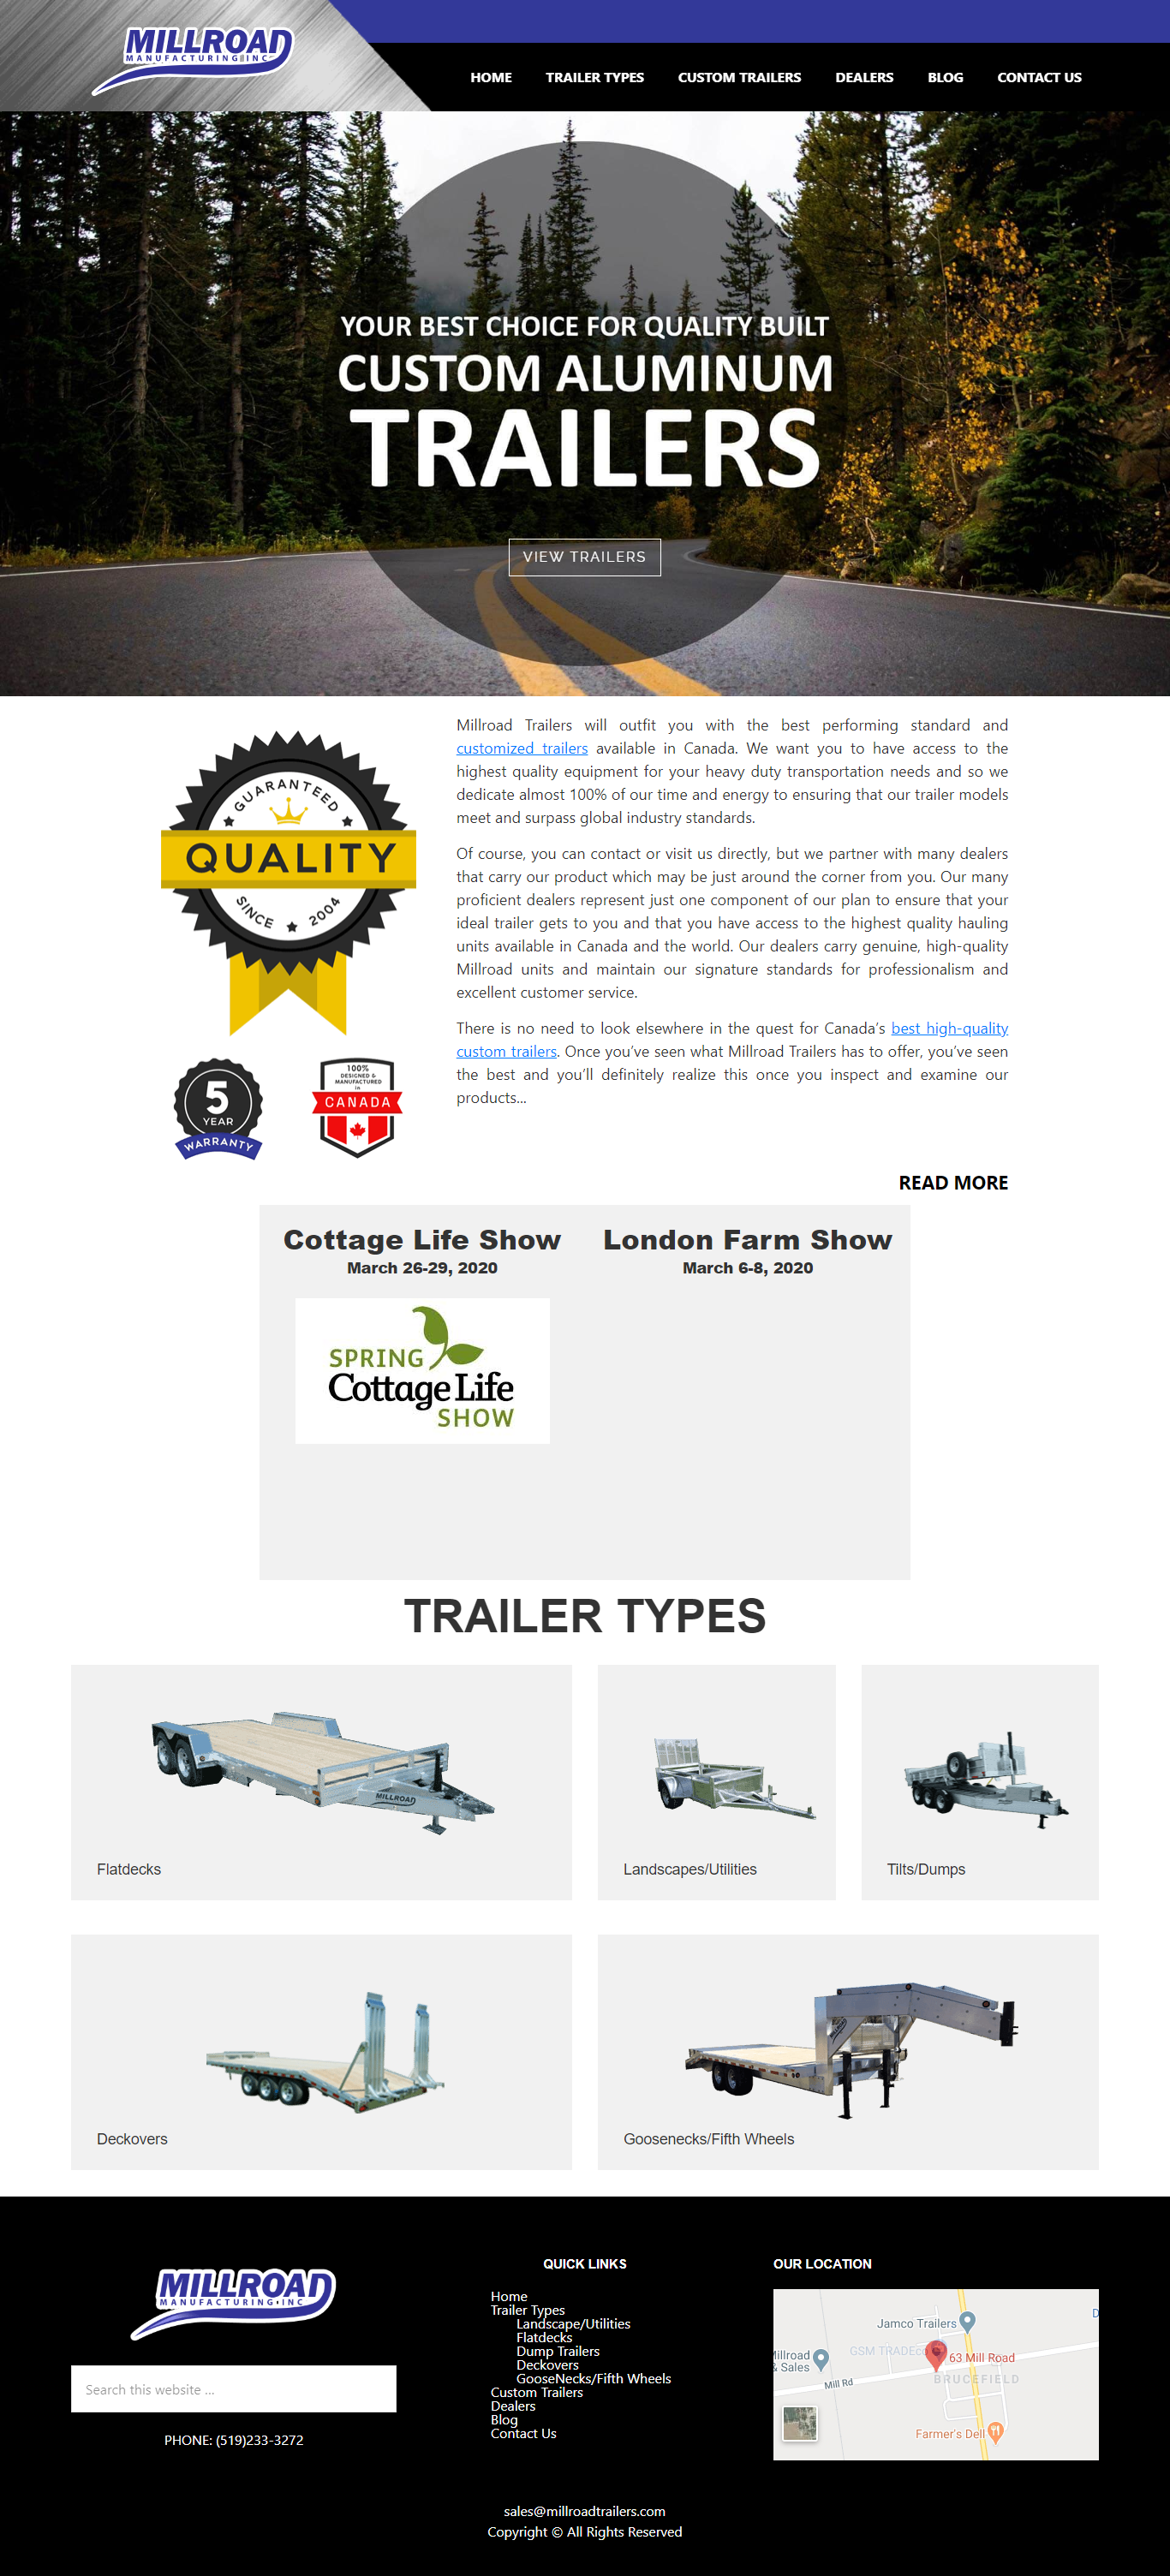 MILLROAD
MANUFACTURING INC
HOME TRAILER TYPES CUSTOM TRAILERS DEALERS BLOG CONTACT US
YOUR BEST CHOICE FOR QUALITY BUILT
CUSTOM ALUMINUM
TRAILERS
VIEW TRAILERS
GUARANTEED
QUALITY
SINCE 2004
5
YEAR
WARRANTY
100%
DESIGNED &
MANUFACTURED
in
CANADA
Millroad Trailers will outfit you with the best performing standard and
customized trailers available in Canada. We want you to have access to the
highest quality equipment for your heavy duty transportation needs and so we
dedicate almost 100% of our time and energy to ensuring that our trailer models
meet and surpass global industry standards.
Of course, you can contact or visit us directly, but we partner with many dealers
that carry our product which may be just around the corner from you. Our many
proficient dealers represent just one component of our plan to ensure that your
ideal trailer gets to you and that you have access to the highest quality hauling
units available in Canada and the world. Our dealers carry genuine, high-quality
Millroad units and maintain our signature standards for professionalism and
excellent customer service.
There is no need to look elsewhere in the quest for Canada’s best high-quality
custom trailers. Once you’ve seen what Millroad Trailers has to offer, you’ve seen
the best and you’ll definitely realize this once you inspect and examine our
products...
READ MORE
Cottage Life Show
March 26-29, 2020
SPRING
Cottage Life
SHOW
London Farm Show
March 6-8, 2020
TRAILER TYPES
MILLROAD
Flatdecks
Landscapes/Utilities
Tilts/Dumps
Deckovers
Goosenecks/Fifth Wheels
MILLROAD
MANUFACTURING INC
Search this website ...
PHONE: (519)233-3272
QUICK LINKS
Home
Trailer Types
Landscape/Utilities
Flatdecks
Dump Trailers
Deckovers
GooseNecks/Fifth Wheels
Custom Trailers
Dealers
Blog
Contact Us
OUR LOCATION
Jamco Trailers
D
Millroad
& Sales
GSM TRADEco
63 Mill Road
BRUCEFIELD
Mill Rd
Farmer's Dell
sales@millroadtrailers.com
Copyright © All Rights Reserved